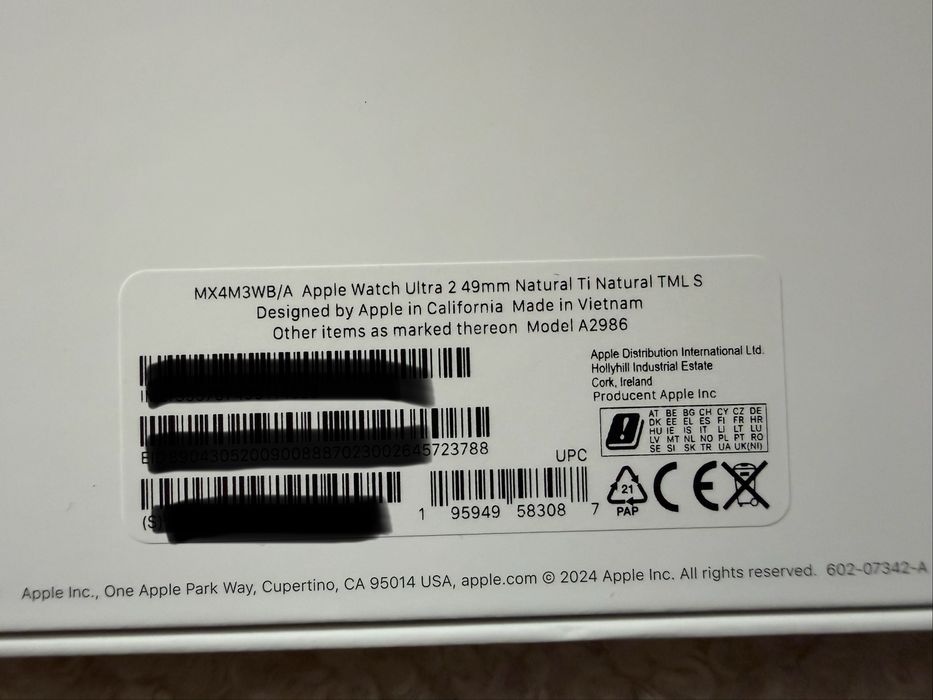 MX4M3WB/A Apple Watch Ultra 2 49mm Natural Ti Natural TML S
Designed by Apple in California Made in Vietnam
Other items as marked thereon Model A2986
Apple Distribution International Ltd.
Hollyhill Industrial Estate
Cork, Ireland
Producent Apple Inc
AT BE BG CH CY CZ DE
DK EE EL ES FI FR HR
HU IE IS IT LI LT LU
LV MT NL NO PL PT RO
SE SI SK TR UA UK(NI)
UPC
1 95949 58308 7
(S)
21
PAP
CE
Apple Inc., One Apple Park Way, Cupertino, CA 95014 USA, apple.com © 2024 Apple Inc. All rights reserved. 602-07342-A